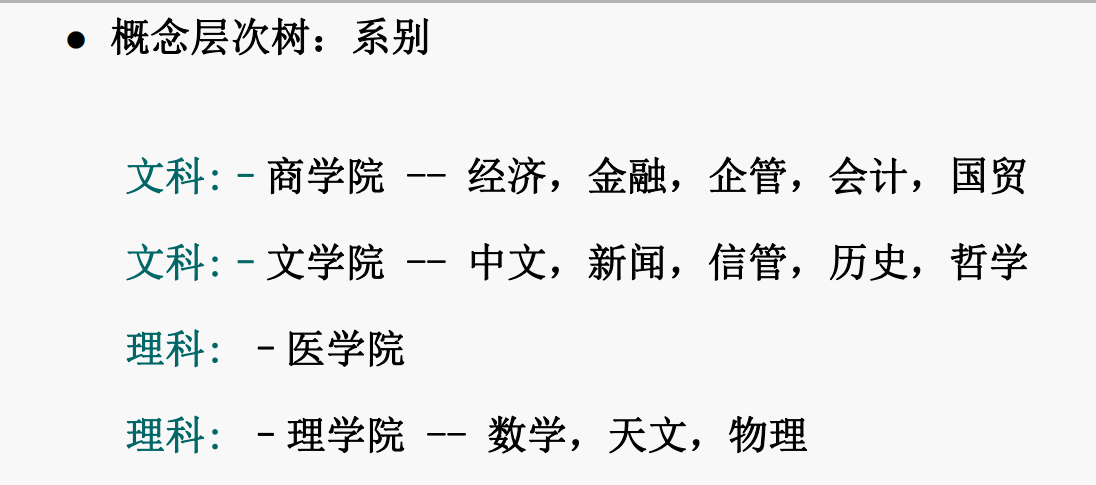 ● 概念层次树：系别
文科：- 商学院 -- 经济，金融，企管，会计，国贸
文科：- 文学院 -- 中文，新闻，信管，历史，哲学
理科： - 医学院
理科： - 理学院 -- 数学，天文，物理